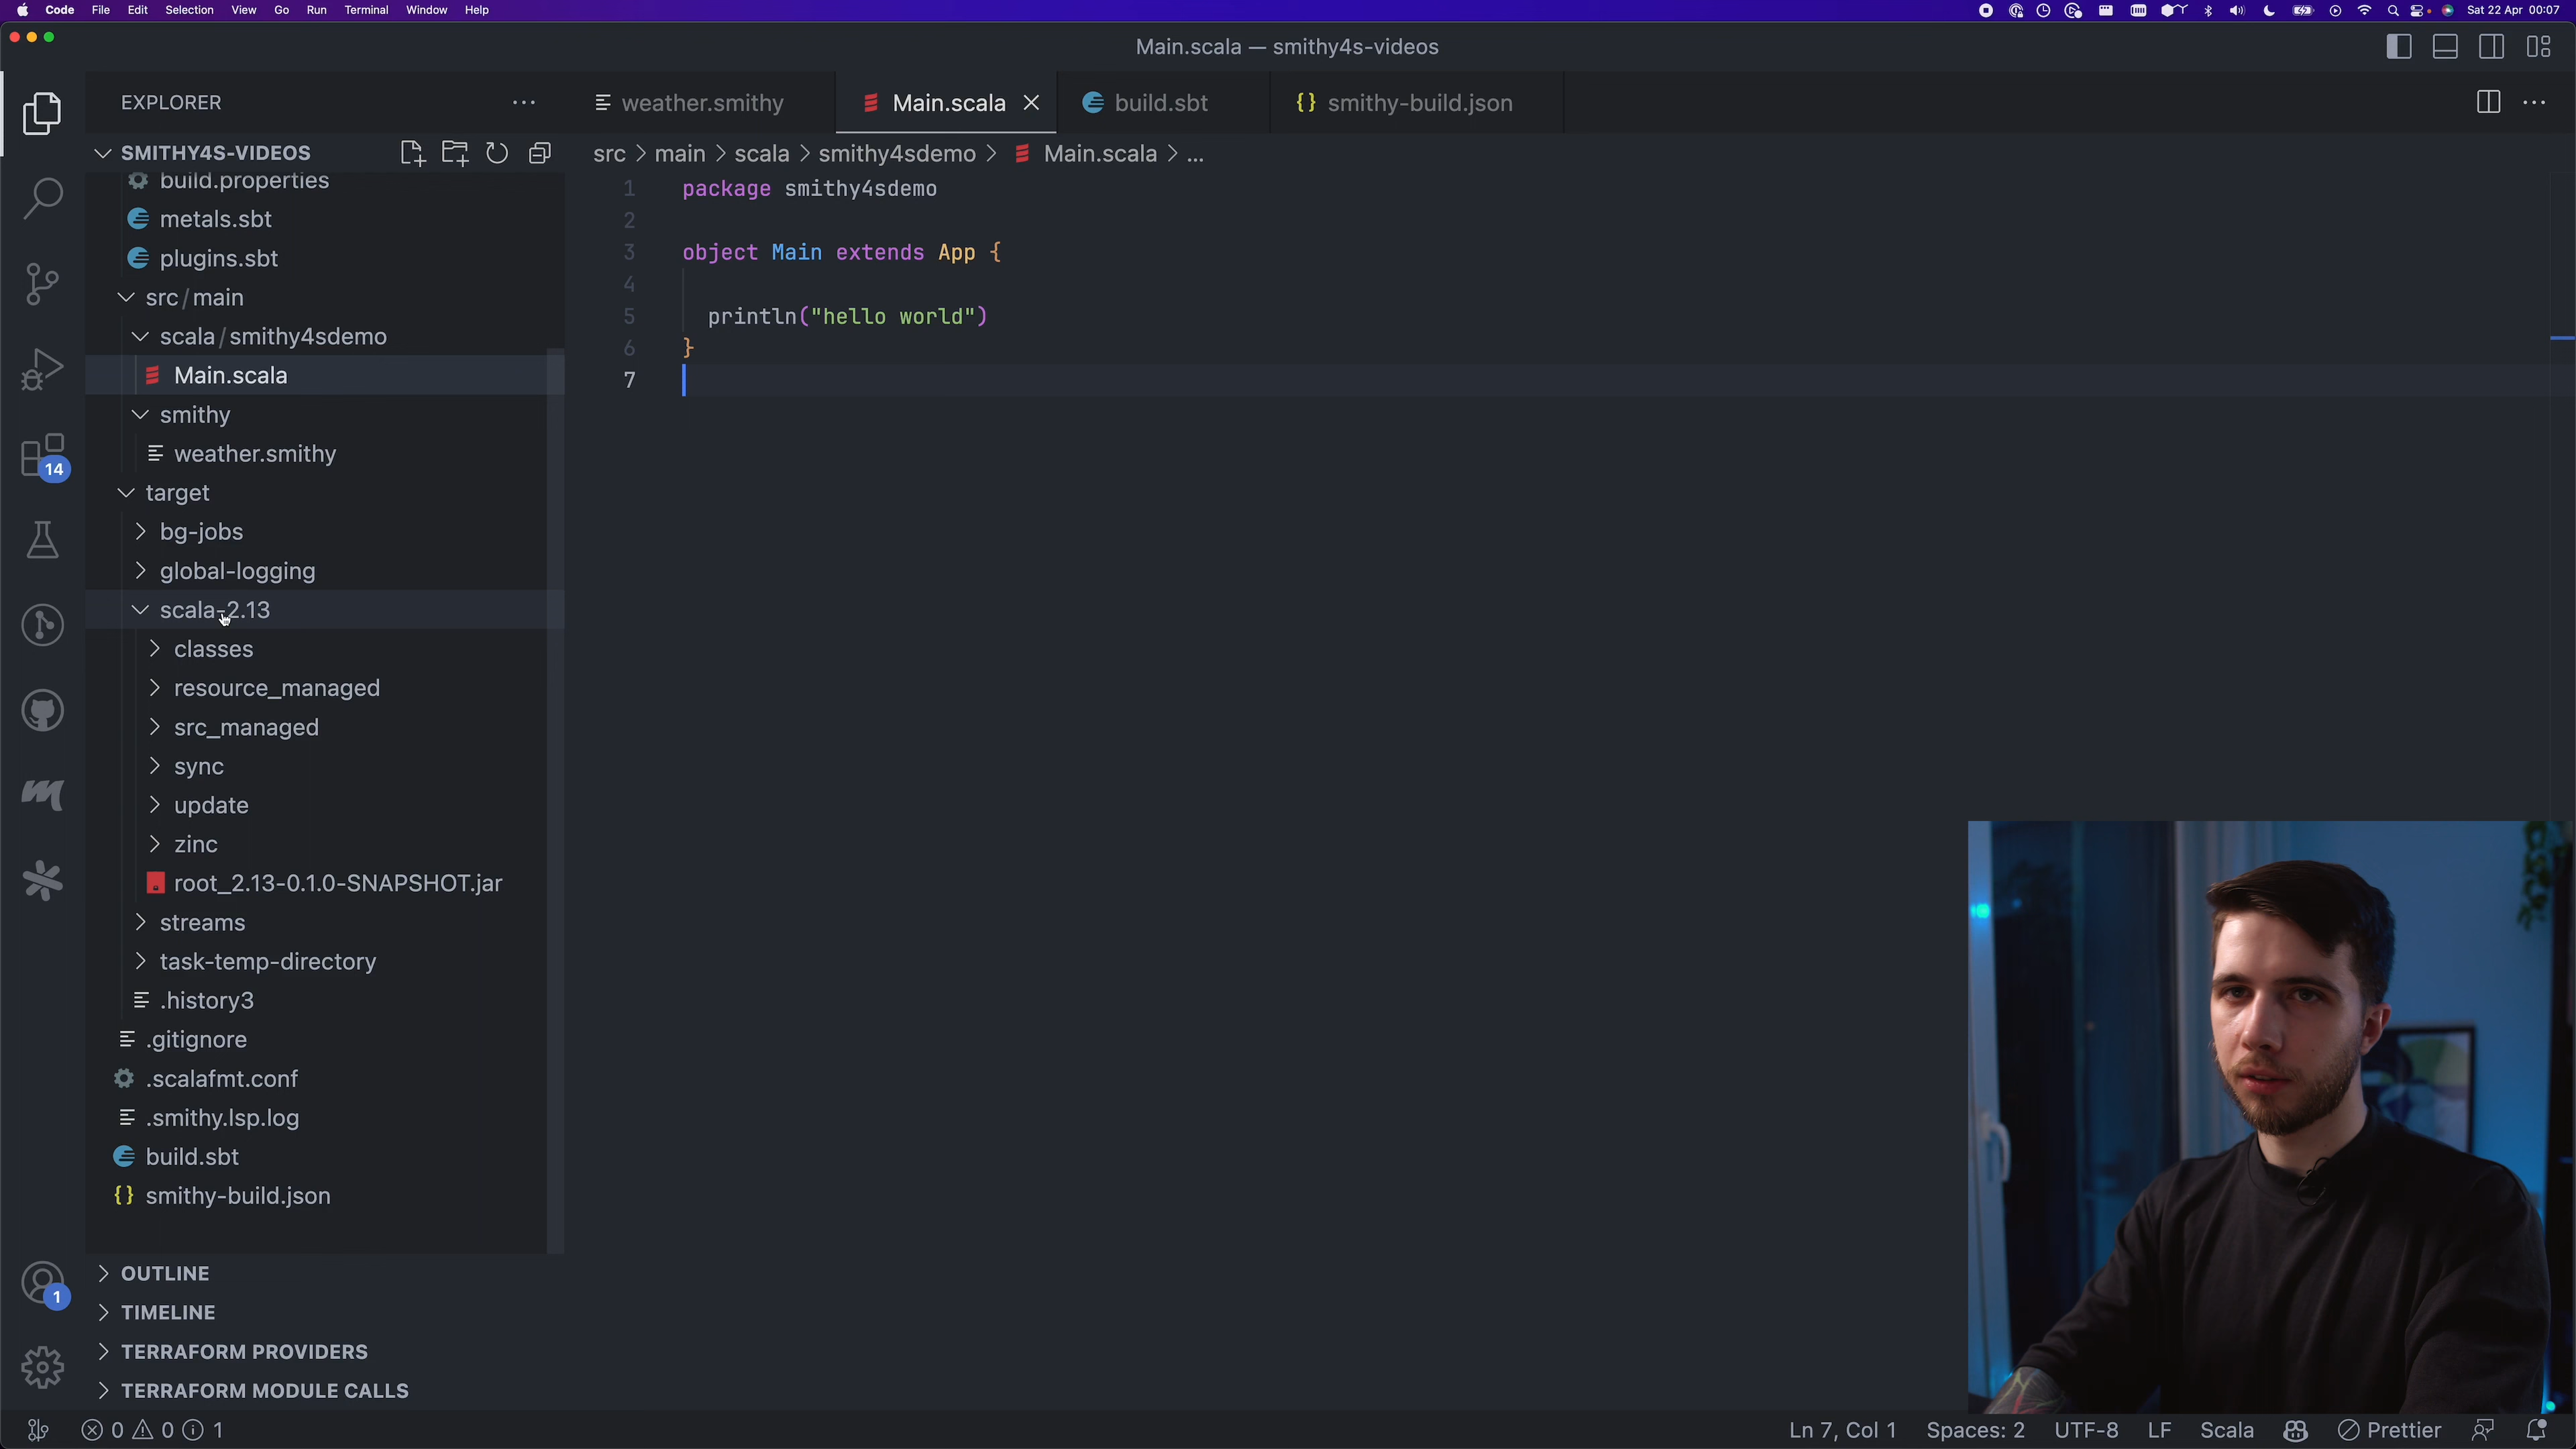 Code File Edit Selection View Go Run Terminal Window Help Sat 22 Apr 00:07
Main.scala — smithy4s-videos
EXPLORER
weather.smithy Main.scala build.sbt {} smithy-build.json
SMITHY4S-VIDEOS
src > main > scala > smithy4sdemo > Main.scala > ...
build.properties
metals.sbt
plugins.sbt
src / main
scala / smithy4sdemo
Main.scala
smithy
weather.smithy
target
bg-jobs
global-logging
scala-2.13
classes
resource_managed
src_managed
sync
update
zinc
root_2.13-0.1.0-SNAPSHOT.jar
streams
task-temp-directory
.history3
.gitignore
.scalafmt.conf
.smithy.lsp.log
build.sbt
{} smithy-build.json
OUTLINE
TIMELINE
TERRAFORM PROVIDERS
TERRAFORM MODULE CALLS
14
1
1 package smithy4sdemo
2
3 object Main extends App {
4
5 println("hello world")
6 }
7
0 0 1 Ln 7, Col 1 Spaces: 2 UTF-8 LF Scala Prettier